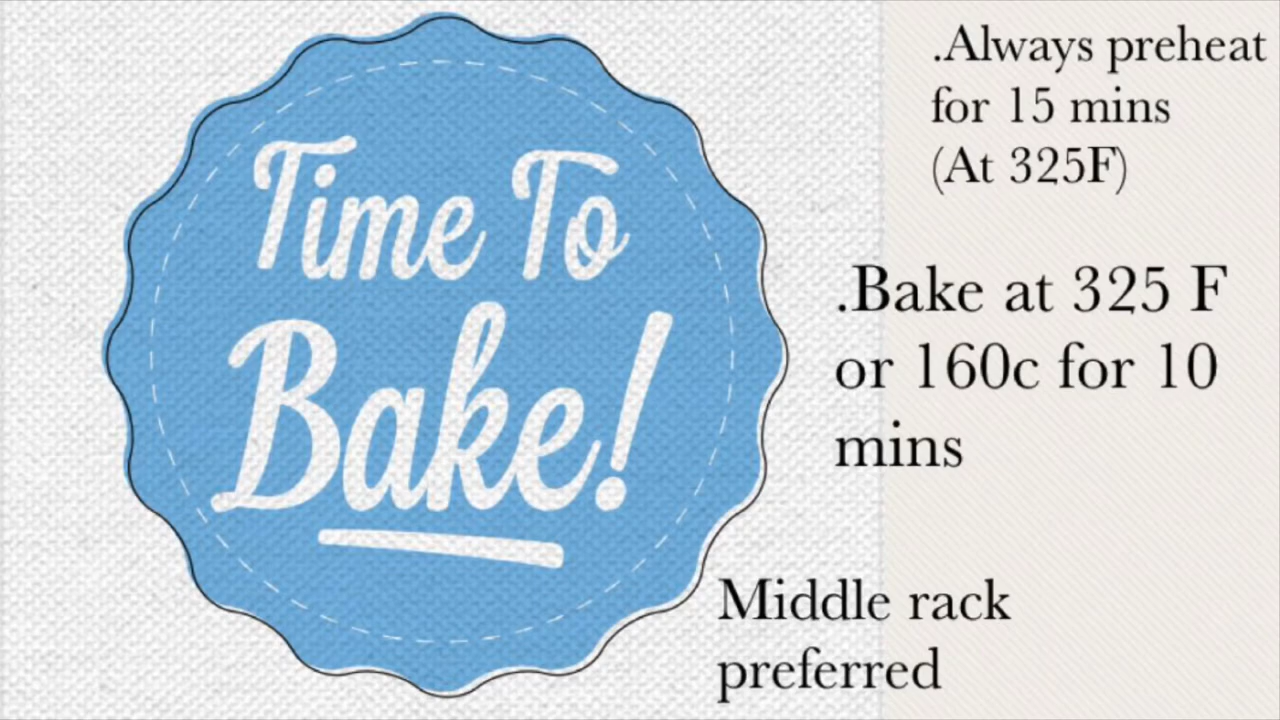 Time To
Bake!
.Always preheat
for 15 mins
(At 325F)
.Bake at 325 F
or 160c for 10
mins
Middle rack
preferred